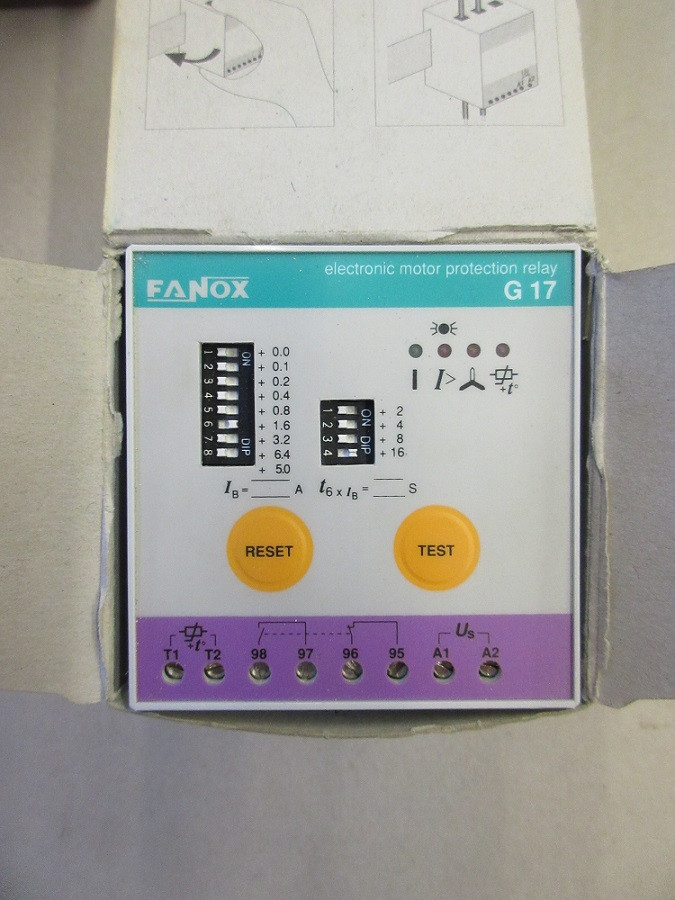 electronic motor protection relay
FANOX
G 17
1 ON + 0.0
2 + 0.1
3 + 0.2
4 + 0.4
5 + 0.8
6 + 1.6
7 + 3.2
8 DIP + 6.4
+ 5.0
1 ON + 2
2 + 4
3 DIP + 8
4 + 16
I I> +t°
IB = A t6 x IB = S
RESET
TEST
+t° Us
T1 T2 98 97 96 95 A1 A2